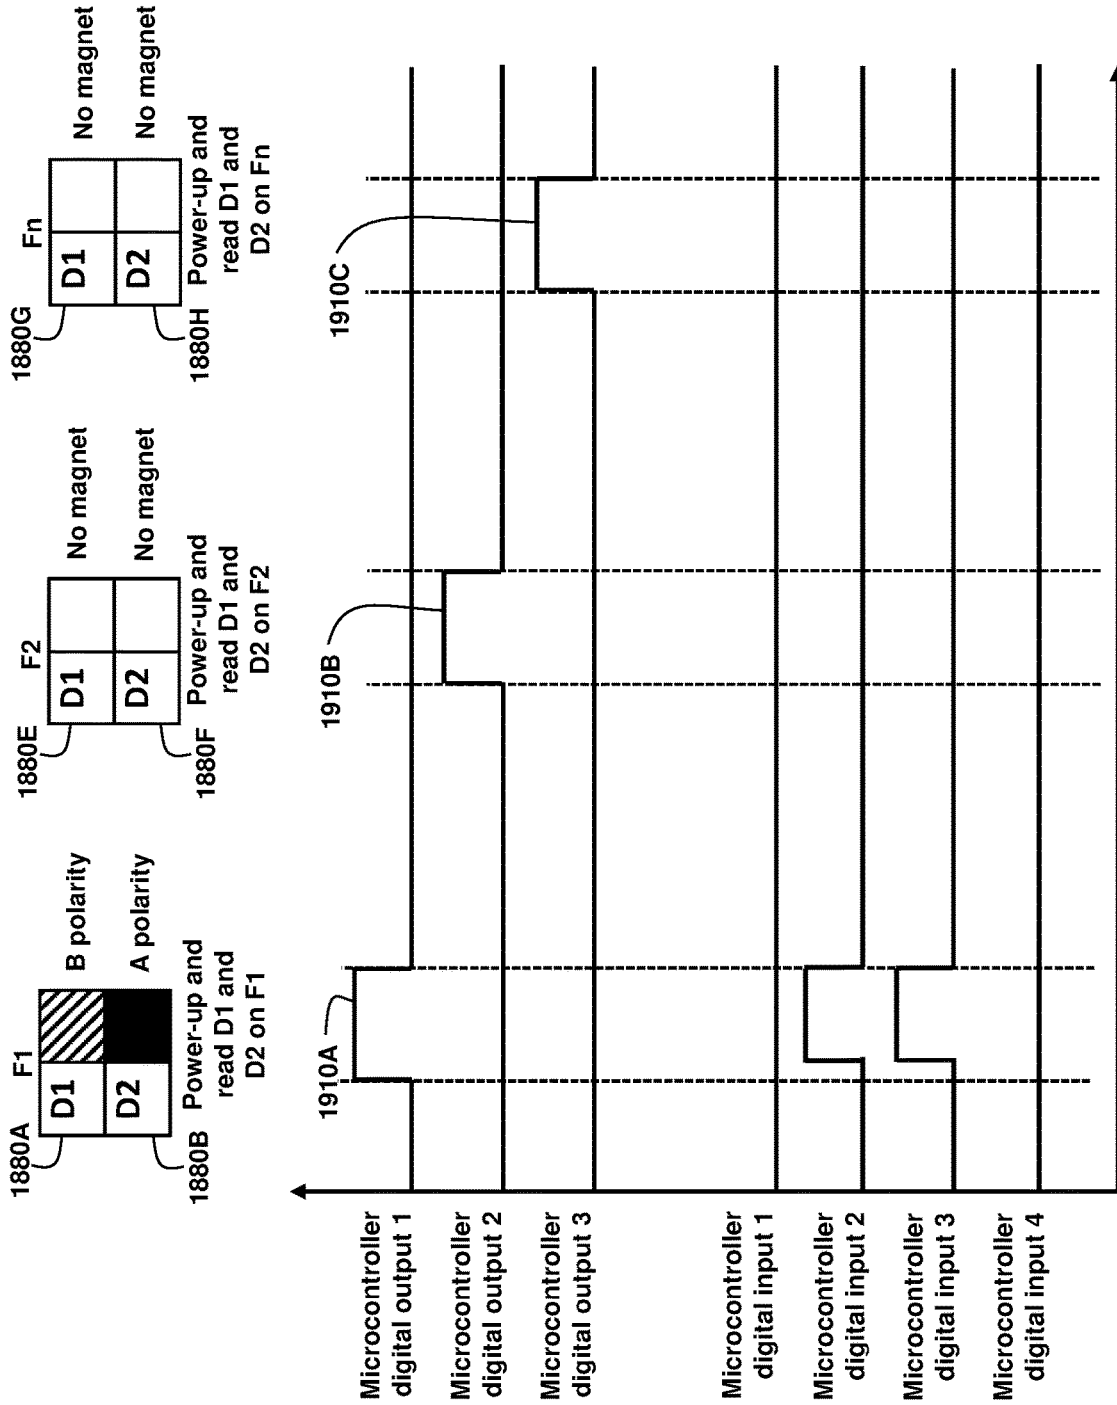 1880A
F1
D1
B polarity
D2
A polarity
1880B
Power-up and
read D1 and
D2 on F1
1880E
F2
D1
No magnet
D2
No magnet
1880F
Power-up and
read D1 and
D2 on F2
1880G
Fn
D1
No magnet
D2
No magnet
1880H
Power-up and
read D1 and
D2 on Fn
1910A
1910B
1910C
Microcontroller
digital output 1
Microcontroller
digital output 2
Microcontroller
digital output 3
Microcontroller
digital input 1
Microcontroller
digital input 2
Microcontroller
digital input 3
Microcontroller
digital input 4